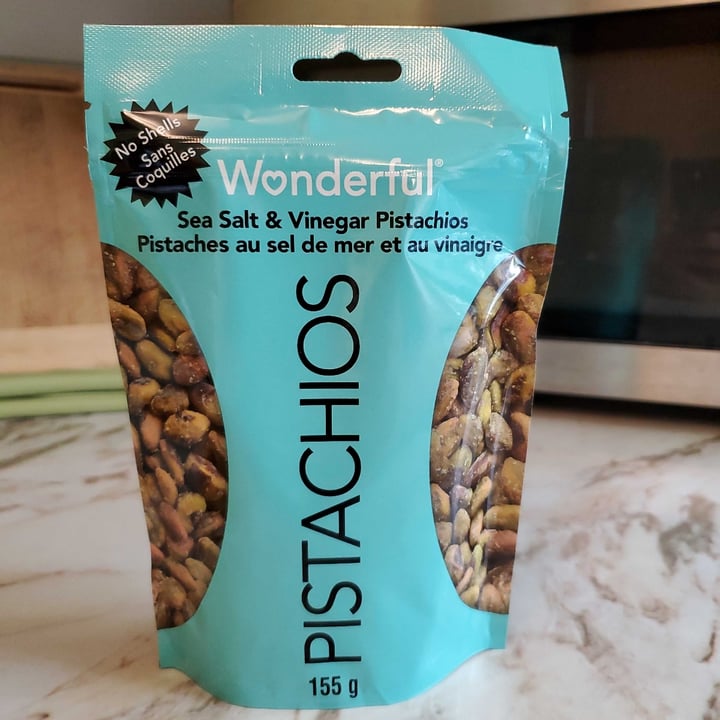 No Shells
Sans
Coquilles
Wonderful®
Sea Salt & Vinegar Pistachios
Pistaches au sel de mer et au vinaigre
PISTACHIOS
155 g